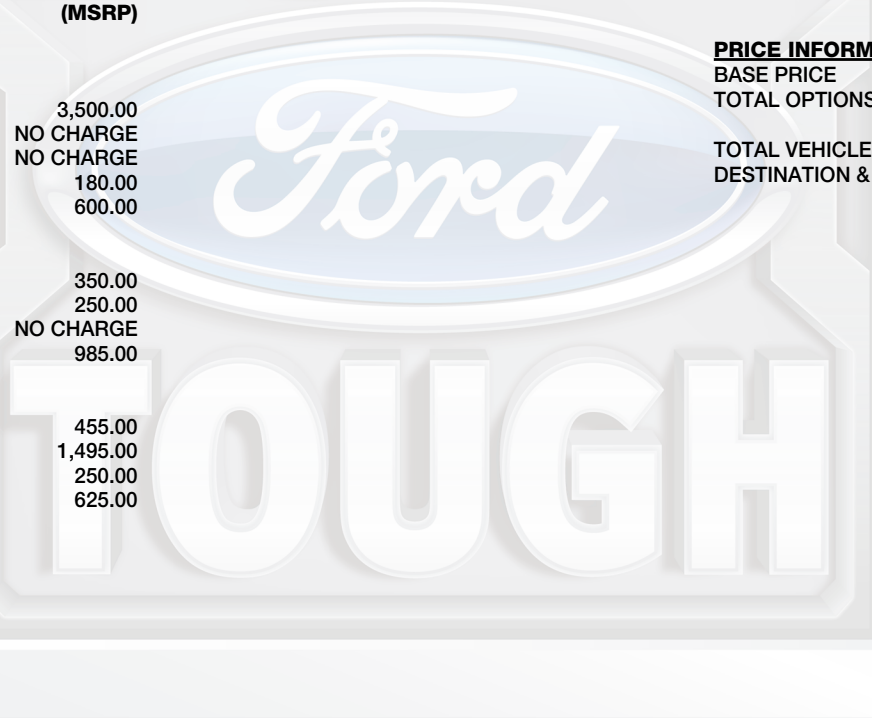 (MSRP)
3,500.00
NO CHARGE
NO CHARGE
180.00
600.00
350.00
250.00
NO CHARGE
985.00
455.00
1,495.00
250.00
625.00
PRICE INFORM
BASE PRICE
TOTAL OPTIONS
TOTAL VEHICLE
DESTINATION &
Ford
TOUGH